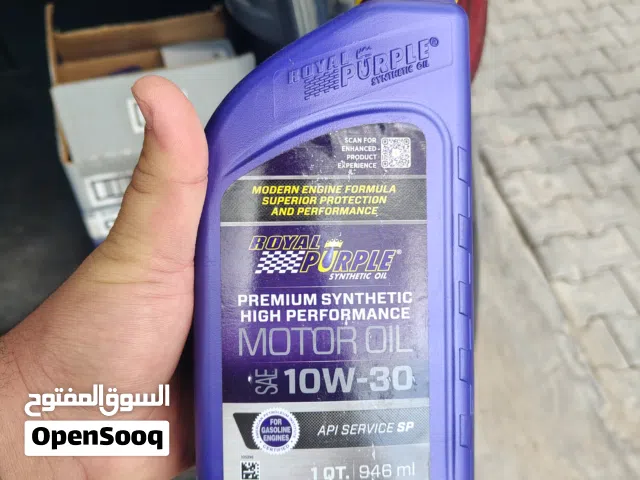 ROYAL
PURPLE
SYNTHETIC OIL
SCAN FOR
ENHANCED
PRODUCT
EXPERIENCE
MODERN ENGINE FORMULA
SUPERIOR PROTECTION
AND PERFORMANCE
ROYAL
PURPLE
SYNTHETIC OIL
PREMIUM SYNTHETIC
HIGH PERFORMANCE
MOTOR OIL
SAE 10W-30
FOR
GASOLINE
ENGINES
API SERVICE SP
1 QT. 946 ml
السوق المفتوح
OpenSooq